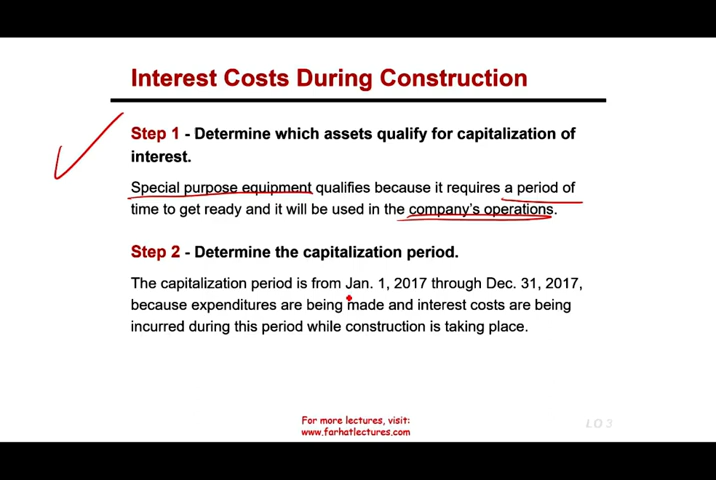 Interest Costs During Construction
Step 1 - Determine which assets qualify for capitalization of
interest.
Special purpose equipment qualifies because it requires a period of
time to get ready and it will be used in the company's operations.
Step 2 - Determine the capitalization period.
The capitalization period is from Jan. 1, 2017 through Dec. 31, 2017,
because expenditures are being made and interest costs are being
incurred during this period while construction is taking place.
For more lectures, visit:
www.farhatlectures.com
LO 3